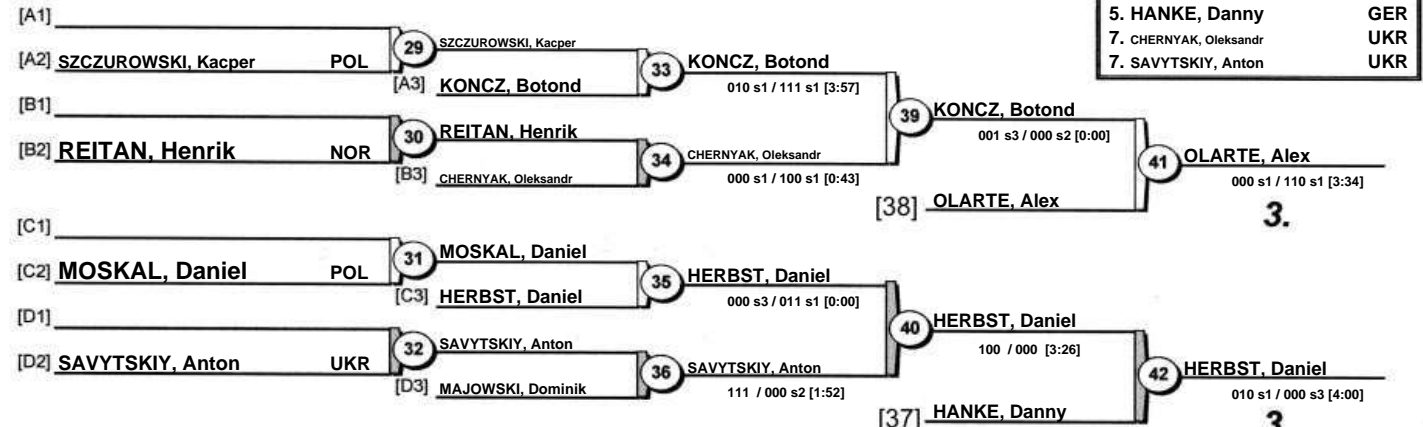 5. HANKE, Danny GER
7. CHERNYAK, Oleksandr UKR
7. SAVYTSKIY, Anton UKR
[A1]
[A2] SZCZUROWSKI, Kacper POL
29
SZCZUROWSKI, Kacper
[A3] KONCZ, Botond
33
KONCZ, Botond
010 s1 / 111 s1 [3:57]
[B1]
[B2] REITAN, Henrik NOR
30
REITAN, Henrik
[B3] CHERNYAK, Oleksandr
34
CHERNYAK, Oleksandr
000 s1 / 100 s1 [0:43]
39
KONCZ, Botond
001 s3 / 000 s2 [0:00]
[38] OLARTE, Alex
41
OLARTE, Alex
000 s1 / 110 s1 [3:34]
3.
[C1]
[C2] MOSKAL, Daniel POL
31
MOSKAL, Daniel
[C3] HERBST, Daniel
35
HERBST, Daniel
000 s3 / 011 s1 [0:00]
[D1]
[D2] SAVYTSKIY, Anton UKR
32
SAVYTSKIY, Anton
[D3] MAJOWSKI, Dominik
36
SAVYTSKIY, Anton
111 / 000 s2 [1:52]
40
HERBST, Daniel
100 / 000 [3:26]
[37] HANKE, Danny
42
HERBST, Daniel
010 s1 / 000 s3 [4:00]
3.